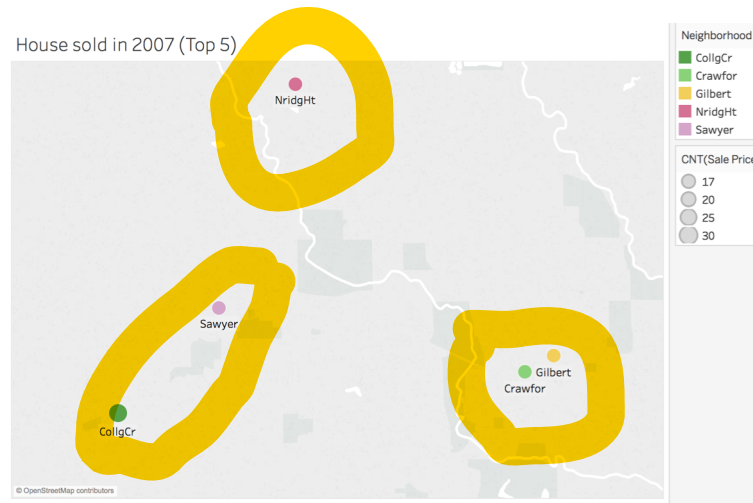 House sold in 2007 (Top 5)
NridgHt
Sawyer
Gilbert
Crawfor
CollgCr
© OpenStreetMap contributors
Neighborhood
CollgCr
Crawfor
Gilbert
NridgHt
Sawyer
CNT(Sale Price
17
20
25
30